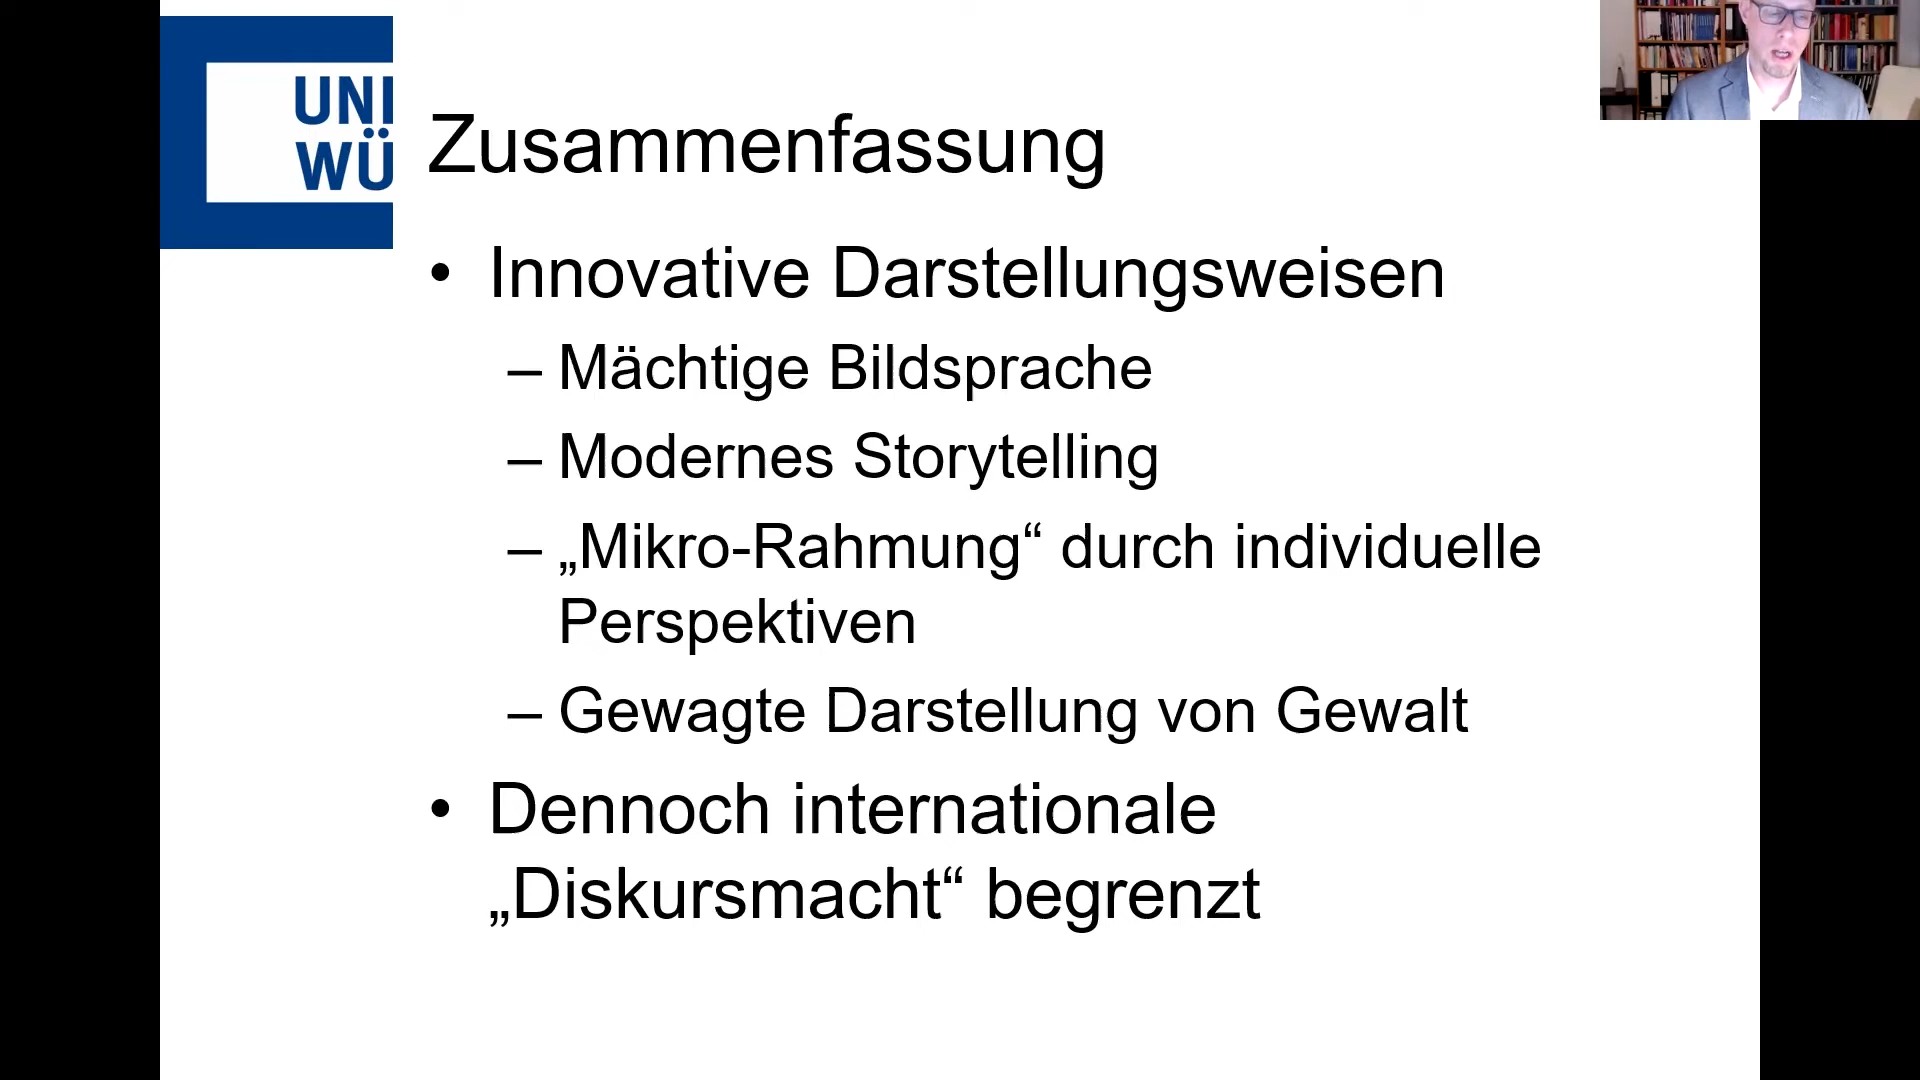 UNI
WÜ
Zusammenfassung
• Innovative Darstellungsweisen
– Mächtige Bildsprache
– Modernes Storytelling
– „Mikro-Rahmung“ durch individuelle
Perspektiven
– Gewagte Darstellung von Gewalt
• Dennoch internationale
„Diskursmacht“ begrenzt